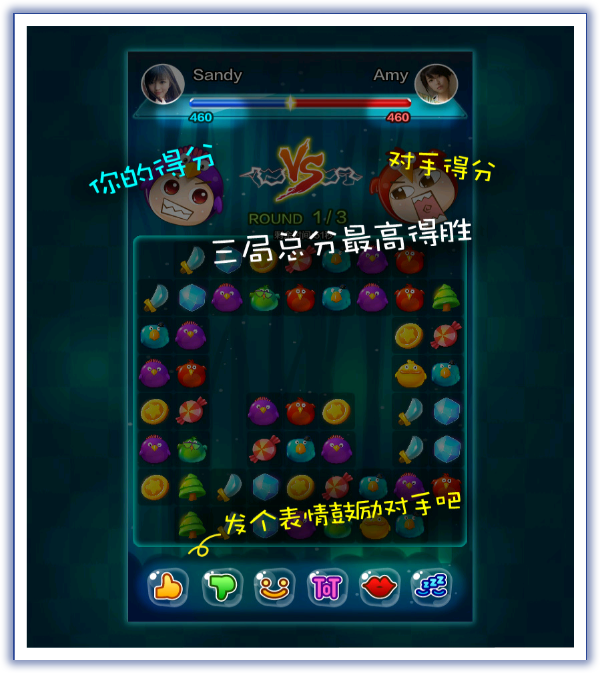 Sandy
Amy
460
460
你的得分
对手得分
VS
ROUND 1/3
三局总分最高得胜
发个表情鼓励对手吧
zzz